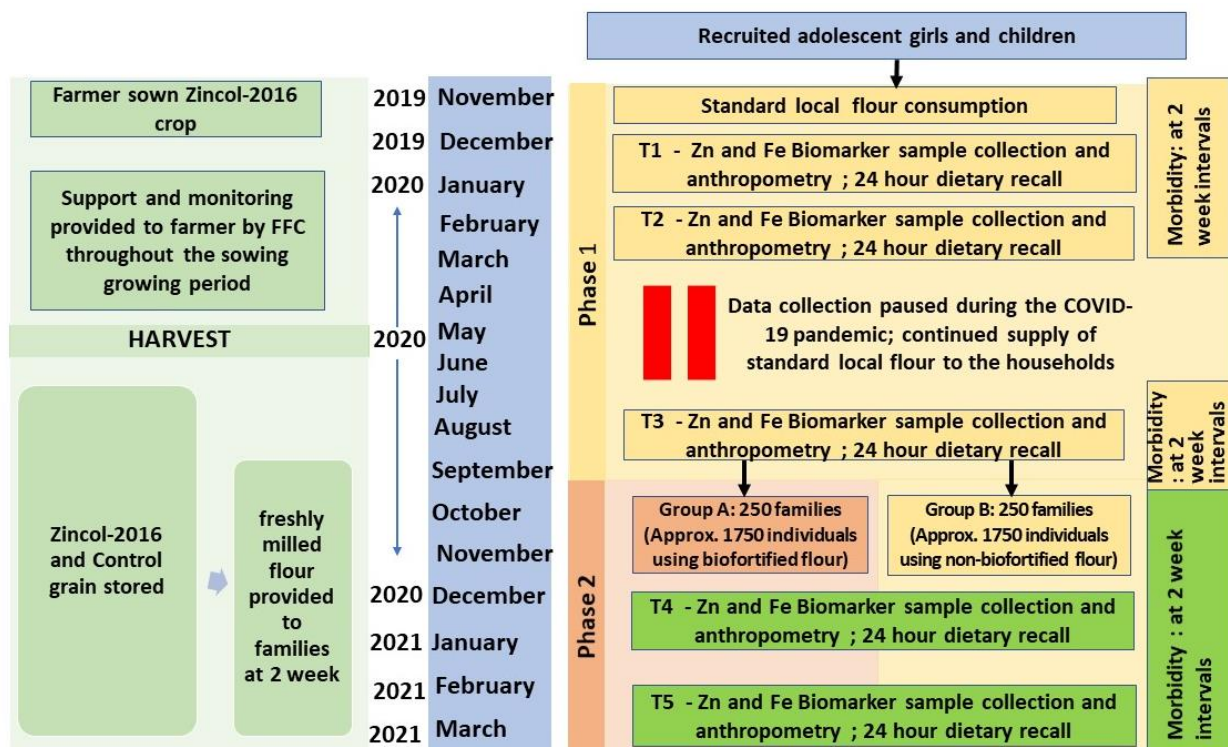 Recruited adolescent girls and children
Farmer sown Zincol-2016
crop
Support and monitoring
provided to farmer by FFC
throughout the sowing
growing period
HARVEST
Zincol-2016
and Control
grain stored
freshly
milled
flour
provided
to
families
at 2 week
2019 November
2019 December
2020 January
February
March
April
2020 May
June
July
August
September
October
November
2020 December
2021 January
2021 February
2021 March
Phase 1
Standard local flour consumption
T1 - Zn and Fe Biomarker sample collection and
anthropometry ; 24 hour dietary recall
T2 - Zn and Fe Biomarker sample collection and
anthropometry ; 24 hour dietary recall
Data collection paused during the COVID-
19 pandemic; continued supply of
standard local flour to the households
T3 - Zn and Fe Biomarker sample collection and
anthropometry ; 24 hour dietary recall
Phase 2
Group A: 250 families
(Approx. 1750 individuals
using biofortified flour)
Group B: 250 families
(Approx. 1750 individuals
using non-biofortified flour)
T4 - Zn and Fe Biomarker sample collection and
anthropometry ; 24 hour dietary recall
T5 - Zn and Fe Biomarker sample collection and
anthropometry ; 24 hour dietary recall
Morbidity: at 2
week intervals
Morbidity
: at 2
week
intervals
Morbidity : at 2 week
intervals